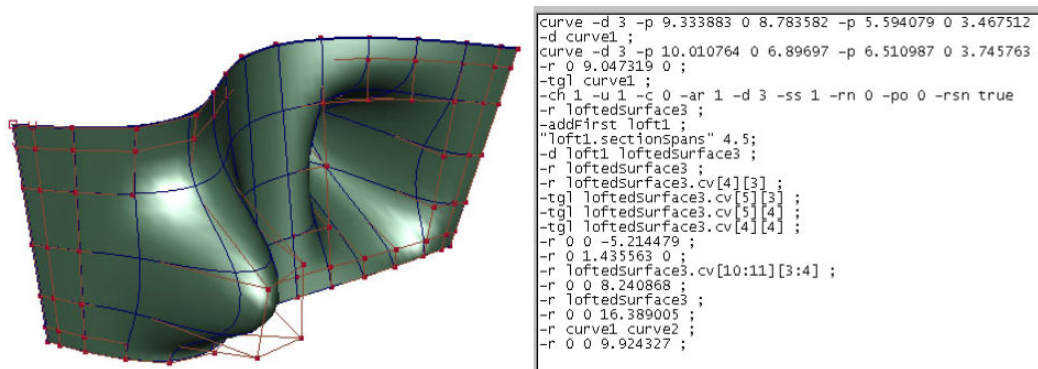 curve -d 3 -p 9.333883 0 8.783582 -p 5.594079 0 3.467512
-d curve1 ;
curve -d 3 -p 10.010764 0 6.89697 -p 6.510987 0 3.745763
-r 0 9.047319 0 ;
-tgl curve1 ;
-ch 1 -u 1 -c 0 -ar 1 -d 3 -ss 1 -rn 0 -po 0 -rsn true
-r loftedSurface3 ;
-addFirst loft1 ;
"loft1.sectionSpans" 4.5;
-d loft1 loftedSurface3 ;
-r loftedSurface3 ;
-r loftedSurface3.cv[4][3] ;
-tgl loftedSurface3.cv[5][3] ;
-tgl loftedSurface3.cv[5][4] ;
-tgl loftedSurface3.cv[4][4] ;
-r 0 0 -5.214479 ;
-r 0 1.435563 0 ;
-r loftedSurface3.cv[10:11][3:4] ;
-r 0 0 8.240868 ;
-r loftedSurface3 ;
-r 0 0 16.389005 ;
-r curve1 curve2 ;
-r 0 0 9.924327 ;